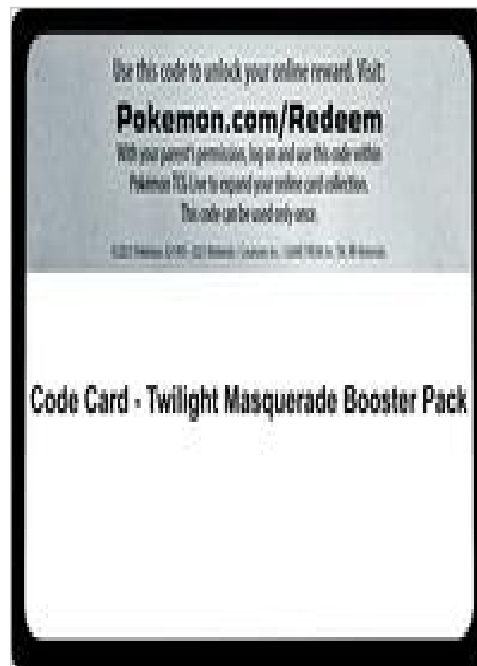 Use this code to unlock your online reward. Visit:
Pokemon.com/Redeem
With your parent's permission, log on and use this code within
Pokémon TCG Live to expand your online card collection.
This code can be used only once.
Code Card - Twilight Masquerade Booster Pack